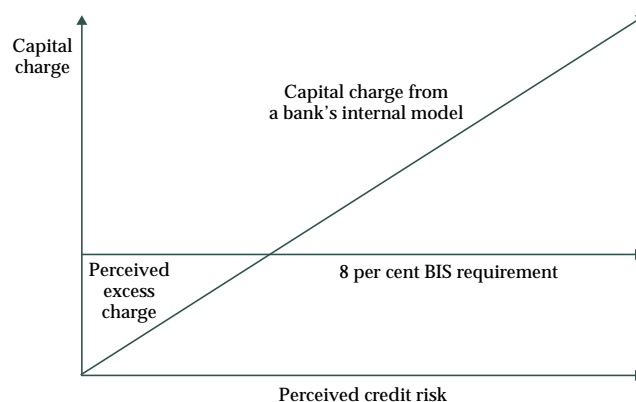 Capital
charge
Capital charge from
a bank's internal model
Perceived
excess
charge
8 per cent BIS requirement
Perceived credit risk